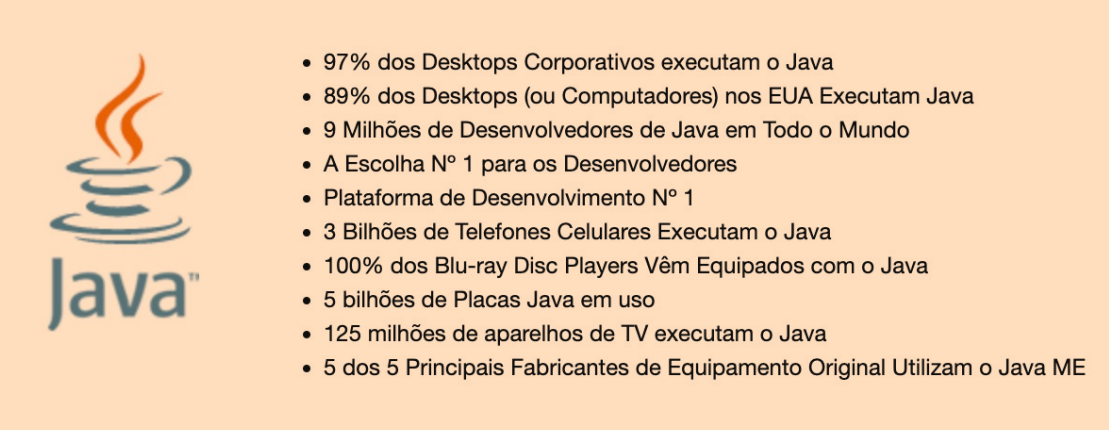 Java™
• 97% dos Desktops Corporativos executam o Java
• 89% dos Desktops (ou Computadores) nos EUA Executam Java
• 9 Milhões de Desenvolvedores de Java em Todo o Mundo
• A Escolha Nº 1 para os Desenvolvedores
• Plataforma de Desenvolvimento Nº 1
• 3 Bilhões de Telefones Celulares Executam o Java
• 100% dos Blu-ray Disc Players Vêm Equipados com o Java
• 5 bilhões de Placas Java em uso
• 125 milhões de aparelhos de TV executam o Java
• 5 dos 5 Principais Fabricantes de Equipamento Original Utilizam o Java ME